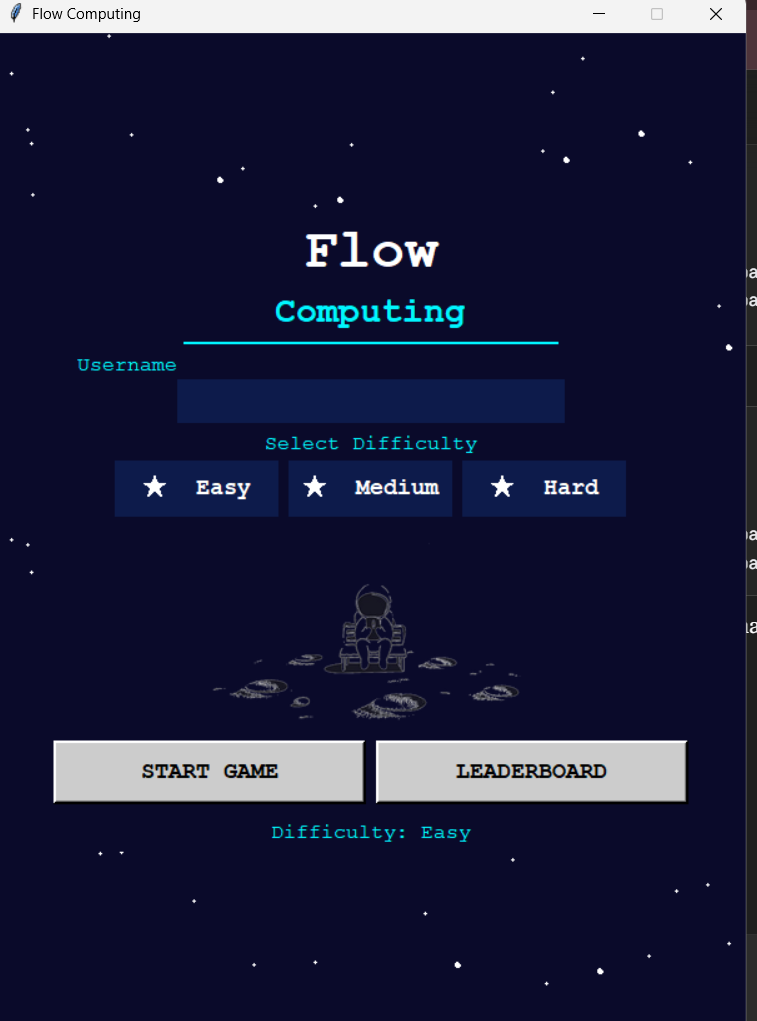 Flow Computing
Flow
Computing
Username
Select Difficulty
★ Easy ★ Medium ★ Hard
START GAME LEADERBOARD
Difficulty: Easy